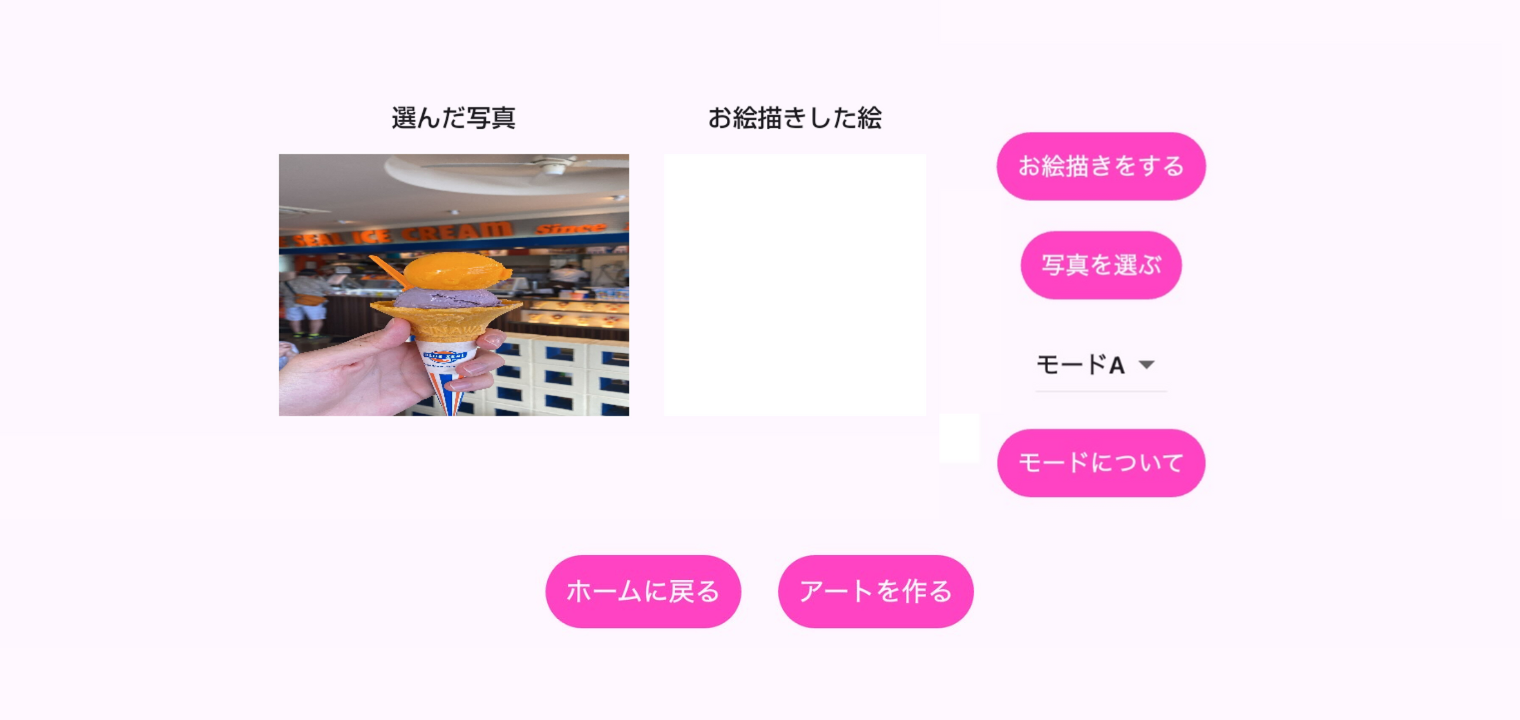 選んだ写真
お絵描きした絵
SEAL ICE CREAM Since
お絵描きをする
写真を選ぶ
モードA
モードについて
ホームに戻る
アートを作る